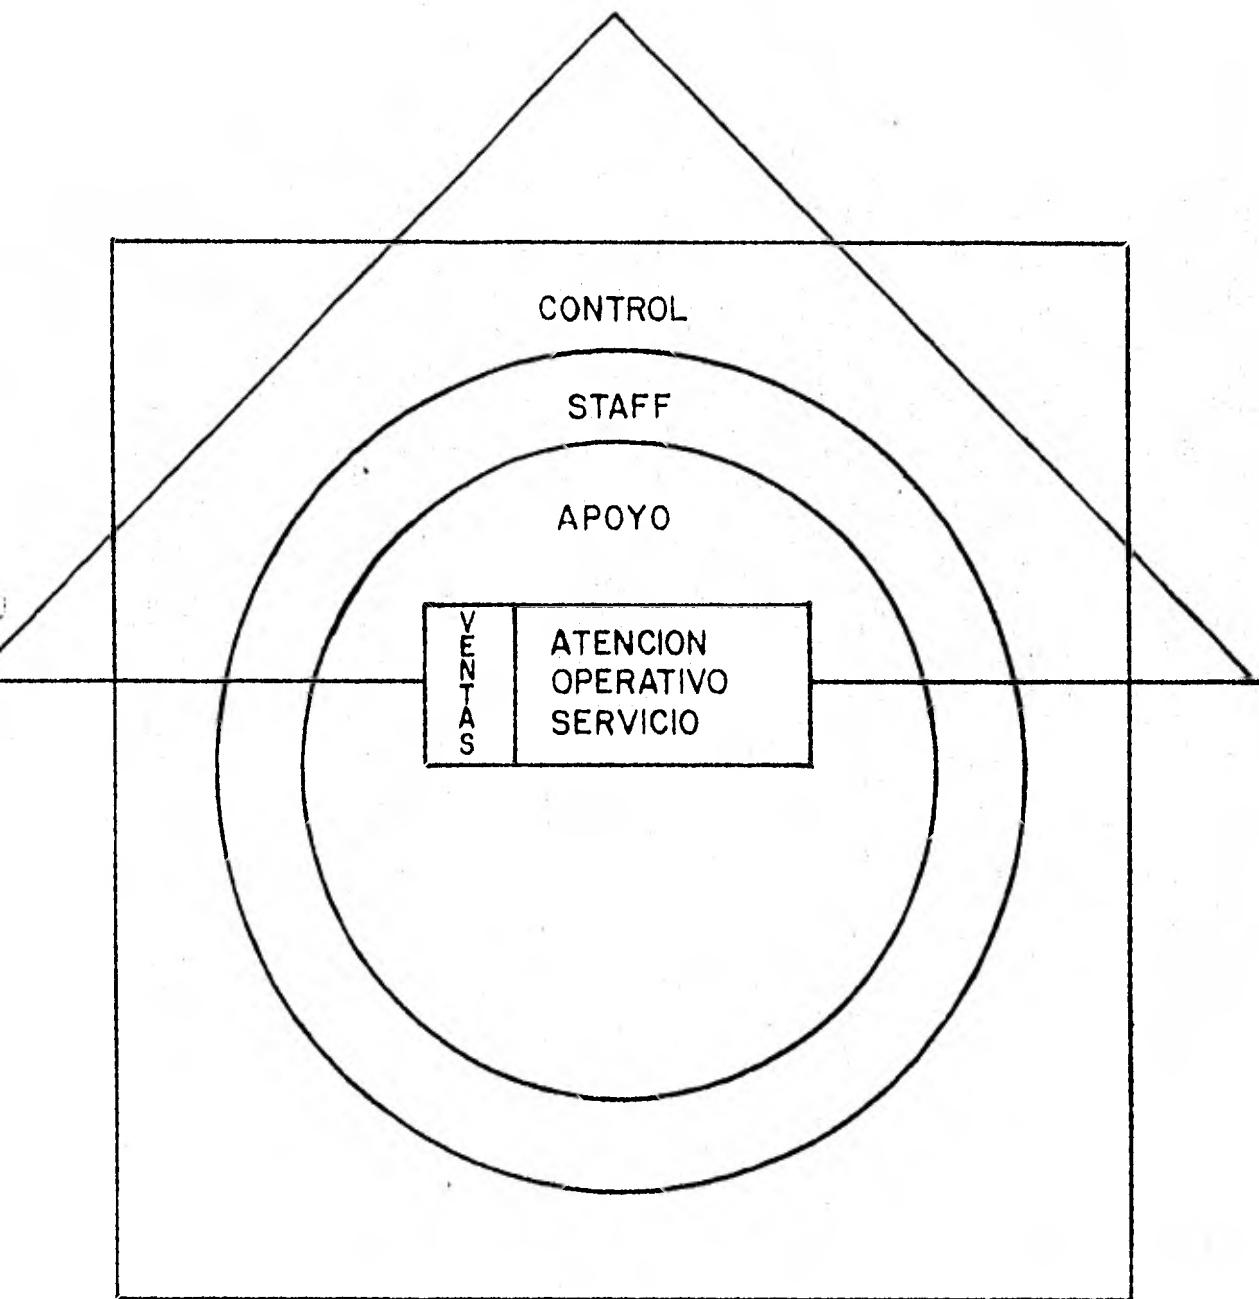 CONTROL
STAFF
APOYO
VENTAS
ATENCION
OPERATIVO
SERVICIO